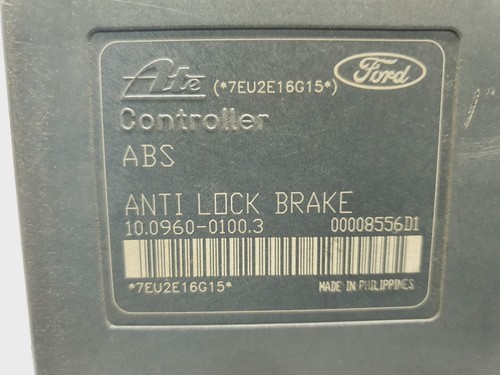 Ate (*7EU2E16G15*) Ford
Controller
ABS
ANTI LOCK BRAKE
10.0960-0100.3 00008556D1
*7EU2E16G15* MADE IN PHILIPPINES